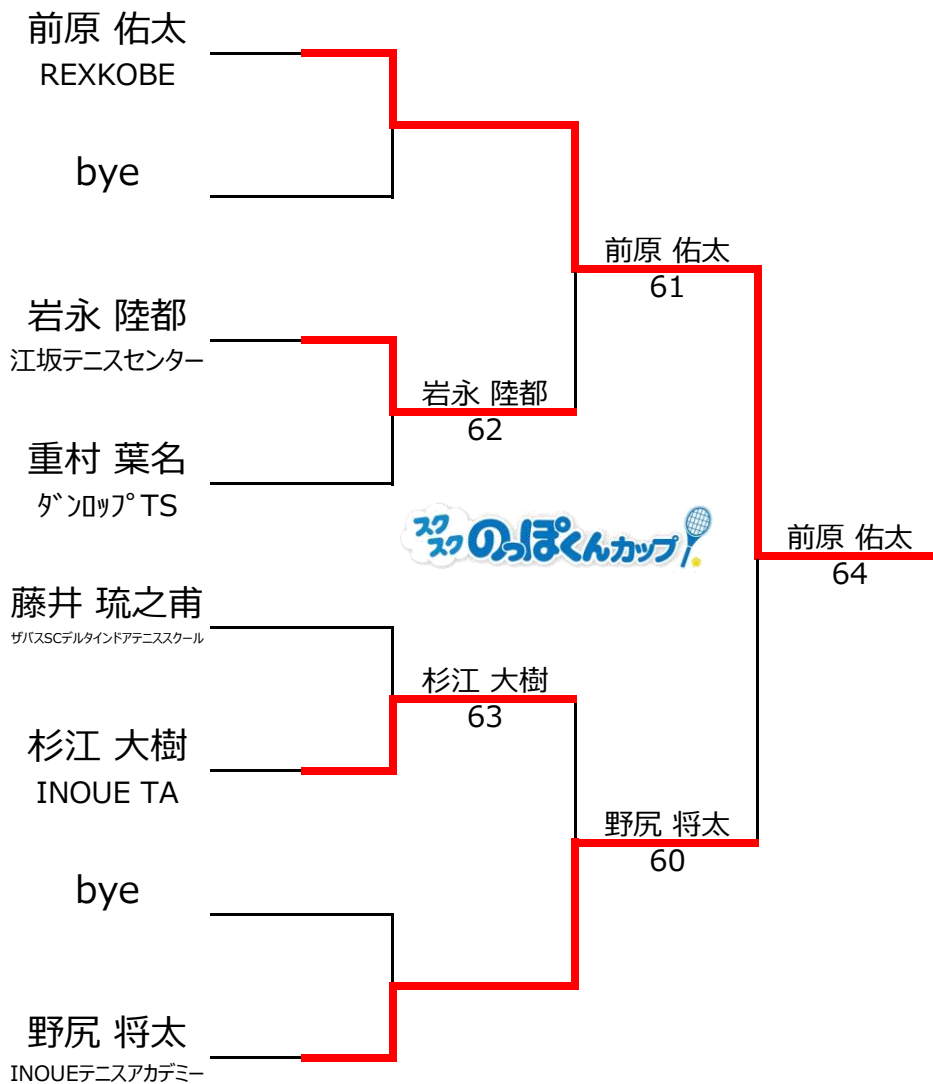 前原 佑太
REXKOBE
bye
前原 佑太
61
岩永 陸都
江坂テニスセンター
岩永 陸都
62
重村 葉名
ﾀﾞﾝﾛｯﾌﾟTS
スク
スク のっぽくんカップ
前原 佑太
64
藤井 琉之甫
ザバスSCデルタインドアテニススクール
杉江 大樹
63
杉江 大樹
INOUE TA
野尻 将太
60
bye
野尻 将太
INOUEテニスアカデミー